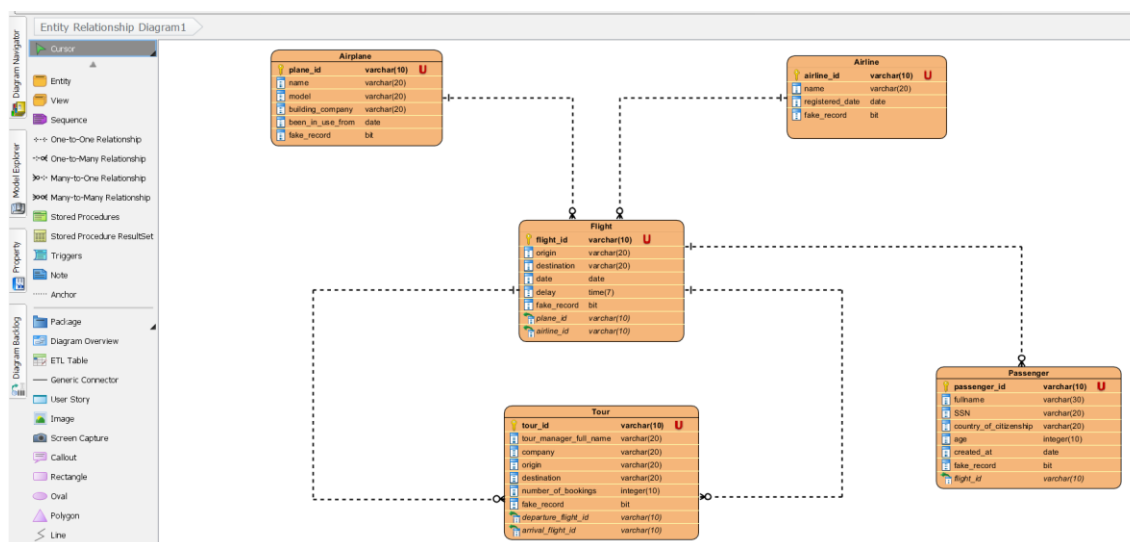 Entity Relationship Diagram1
Diagram Navigator
Model Explorer
Property
Diagram Backlog
Cursor
Entity
View
Sequence
One-to-One Relationship
One-to-Many Relationship
Many-to-One Relationship
Many-to-Many Relationship
Stored Procedures
Stored Procedure ResultSet
Triggers
Note
Anchor
Package
Diagram Overview
ETL Table
Generic Connector
User Story
Image
Screen Capture
Callout
Rectangle
Oval
Polygon
Line
Airplane
plane_id varchar(10) U
name varchar(20)
model varchar(20)
building_company varchar(20)
been_in_use_from date
fake_record bit
Airline
airline_id varchar(10) U
name varchar(20)
registered_date date
fake_record bit
Flight
flight_id varchar(10) U
origin varchar(20)
destination varchar(20)
date date
delay time(7)
fake_record bit
plane_id varchar(10)
airline_id varchar(10)
Passenger
passenger_id varchar(10) U
fullname varchar(30)
SSN varchar(20)
country_of_citizenship varchar(20)
age integer(10)
created_at date
fake_record bit
flight_id varchar(10)
Tour
tour_id varchar(10) U
tour_manager_full_name varchar(20)
company varchar(20)
origin varchar(20)
destination varchar(20)
number_of_bookings integer(10)
fake_record bit
departure_flight_id varchar(10)
arrival_flight_id varchar(10)